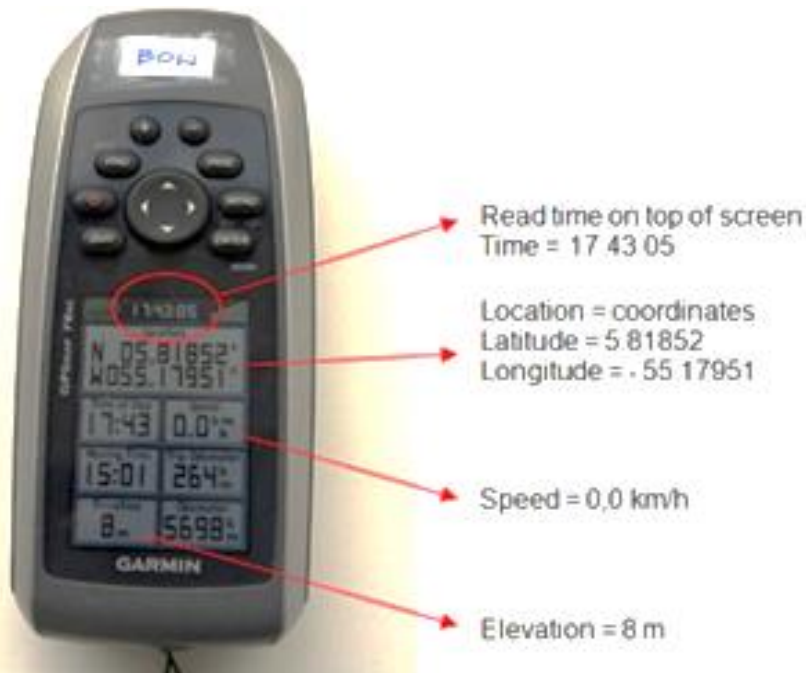 BOW
17:43:05
N 05.81852°
W055.17951°
17:43
0.0
15:01
264
8 m
5698
GARMIN
Read time on top of screen
Time = 17 43 05
Location = coordinates
Latitude = 5 81852
Longitude = - 55 17951
Speed = 0,0 km/h
Elevation = 8 m